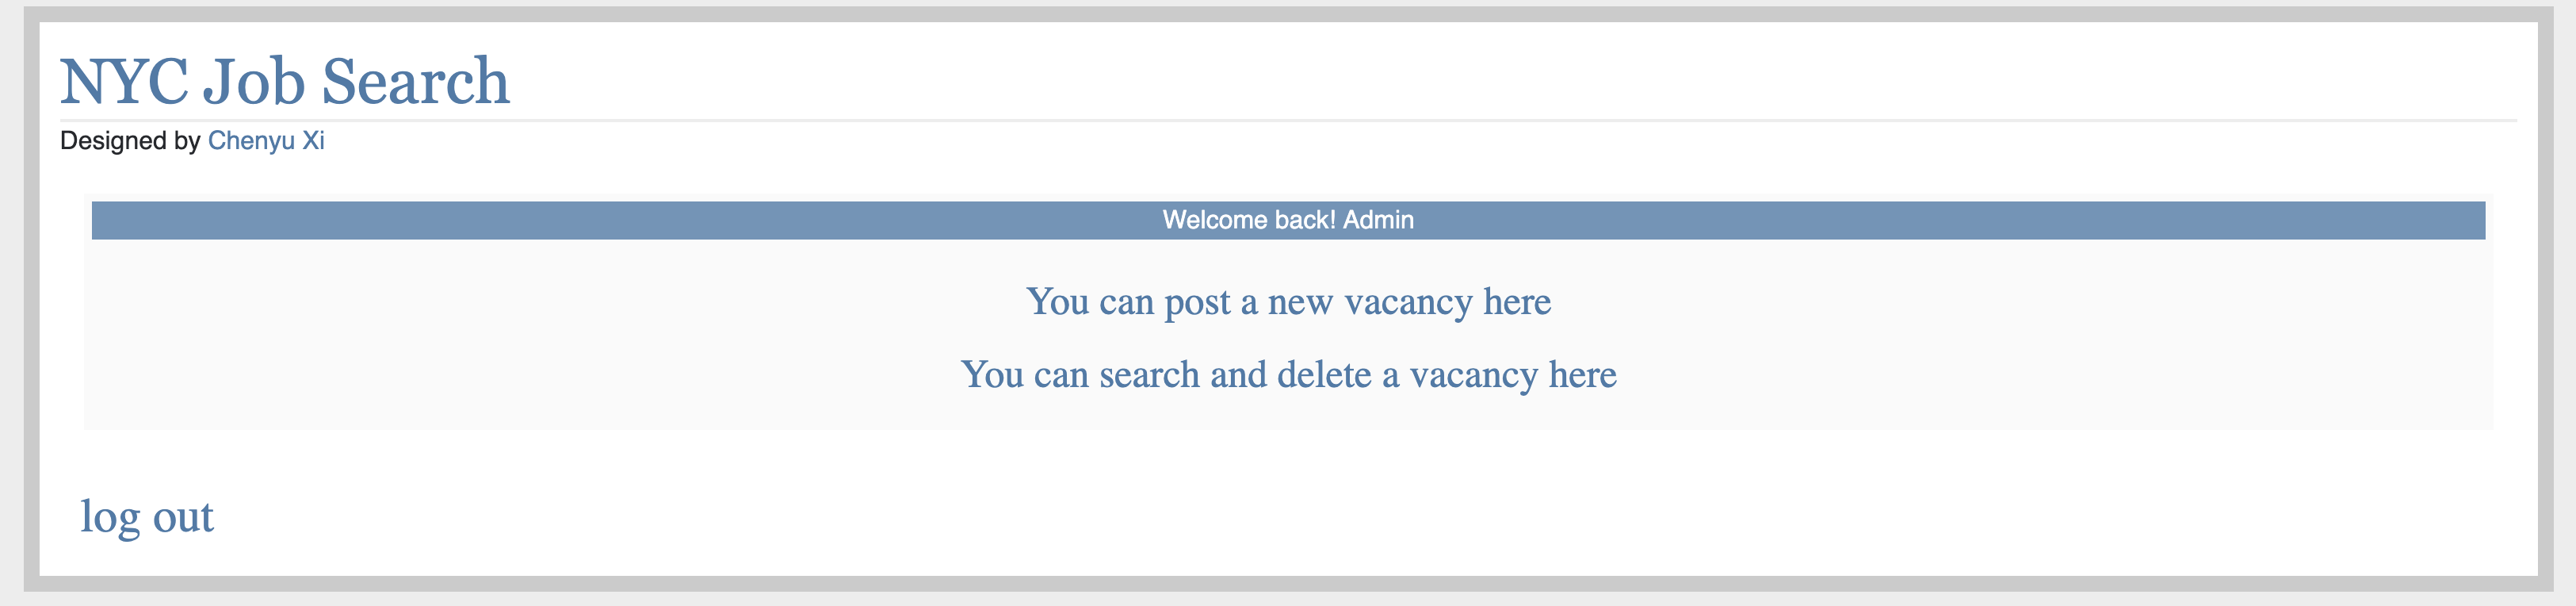 NYC Job Search
Designed by Chenyu Xi
Welcome back! Admin
You can post a new vacancy here
You can search and delete a vacancy here
log out